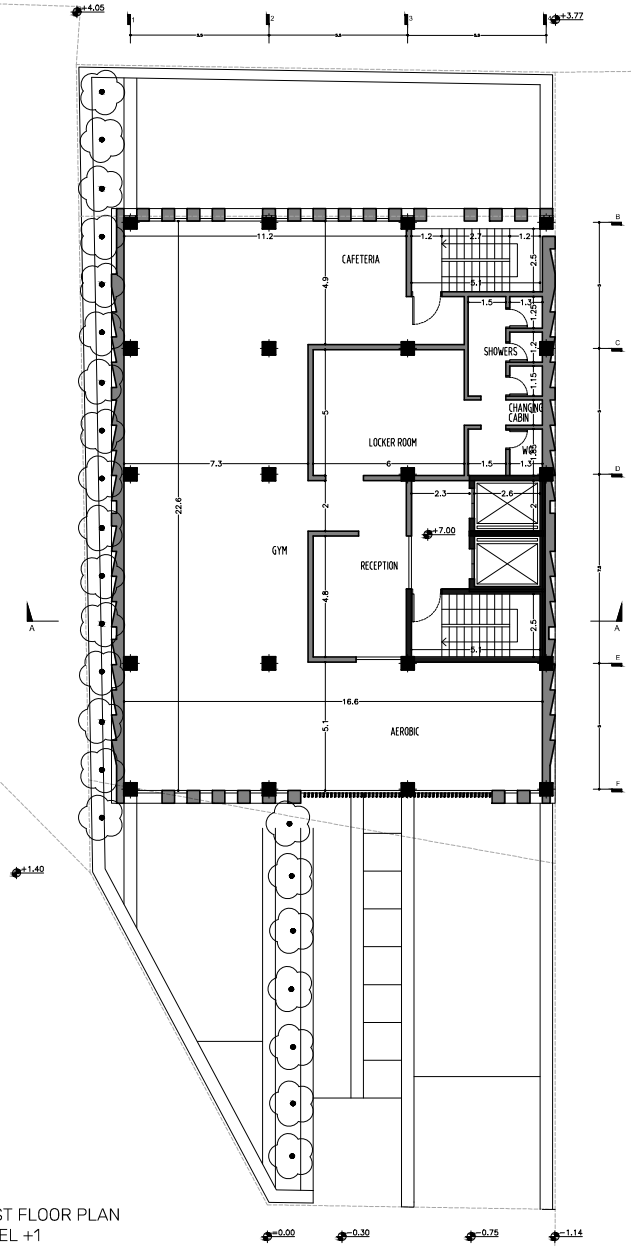 +4.05
1
2
3
+3.77
B
11.2
1.2
2.7
1.2
CAFETERIA
2.5
5.1
4.9
1.5
1.3
1.25
1.2
SHOWERS
C
1.15
5
CHANGING
CABIN
LOCKER ROOM
WC
7.3
6
1.5
1.3
D
2.3
2.6
22.6
2
2
+7.00
GYM
RECEPTION
4.8
A
2.5
A
5.1
E
16.6
5.1
AEROBIC
F
+1.40
ST FLOOR PLAN
EL +1
±0.00
-0.30
-0.75
-1.14